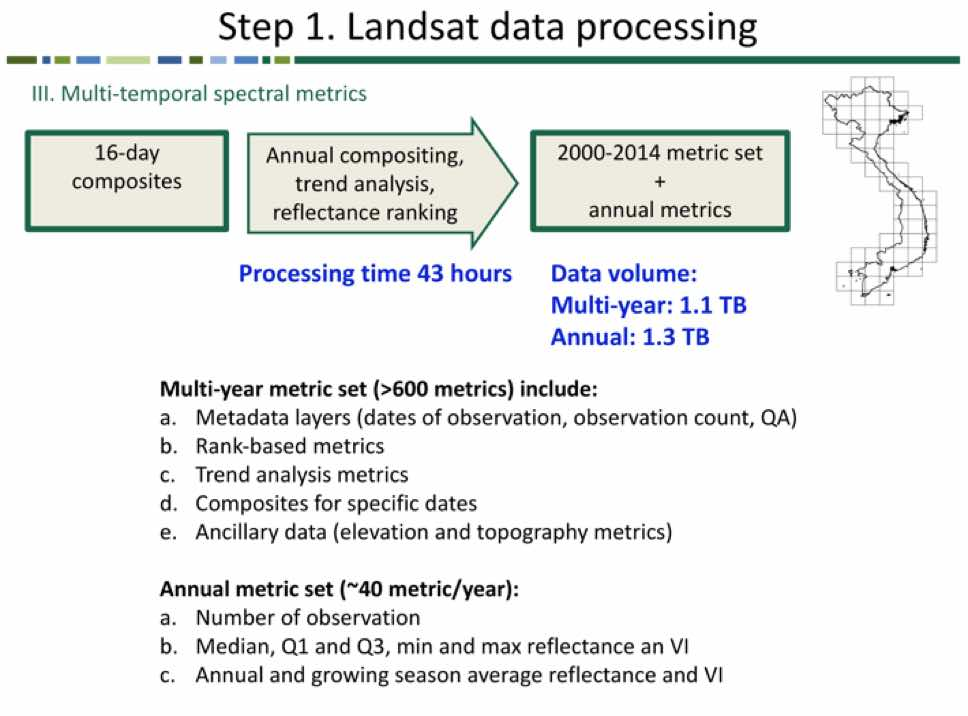 Step 1. Landsat data processing
III. Multi-temporal spectral metrics
16-day
composites
Annual compositing,
trend analysis,
reflectance ranking
2000-2014 metric set
+
annual metrics
Processing time 43 hours
Data volume:
Multi-year: 1.1 TB
Annual: 1.3 TB
Multi-year metric set (>600 metrics) include:
a. Metadata layers (dates of observation, observation count, QA)
b. Rank-based metrics
c. Trend analysis metrics
d. Composites for specific dates
e. Ancillary data (elevation and topography metrics)
Annual metric set (~40 metric/year):
a. Number of observation
b. Median, Q1 and Q3, min and max reflectance an VI
c. Annual and growing season average reflectance and VI